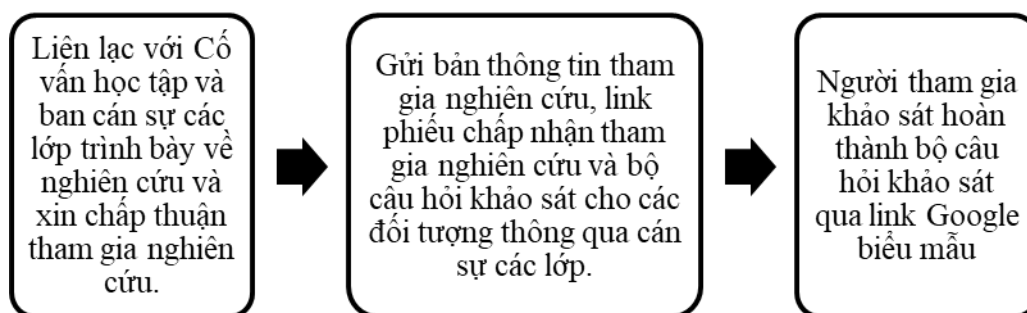 Liên lạc với Cố
vấn học tập và
ban cán sự các
lớp trình bày về
nghiên cứu và
xin chấp thuận
tham gia nghiên
cứu.
Gửi bản thông tin tham
gia nghiên cứu, link
phiếu chấp nhận tham
gia nghiên cứu và bộ
câu hỏi khảo sát cho các
đối tượng thông qua cán
sự các lớp.
Người tham gia
khảo sát hoàn
thành bộ câu
hỏi khảo sát
qua link Google
biểu mẫu